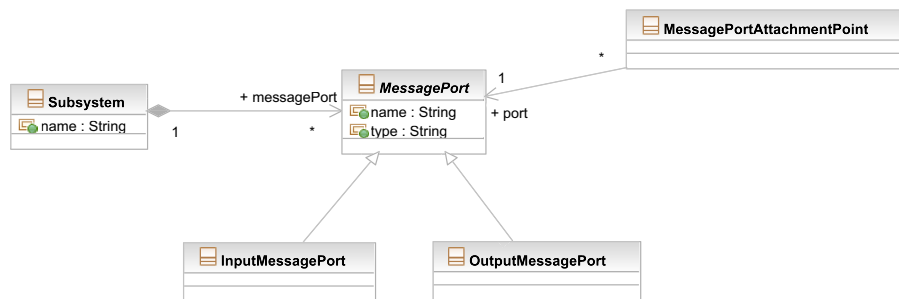 MessagePortAttachmentPoint
*
1
MessagePort
+ messagePort
Subsystem
name : String
name : String
+ port
type : String
1
*
InputMessagePort
OutputMessagePort